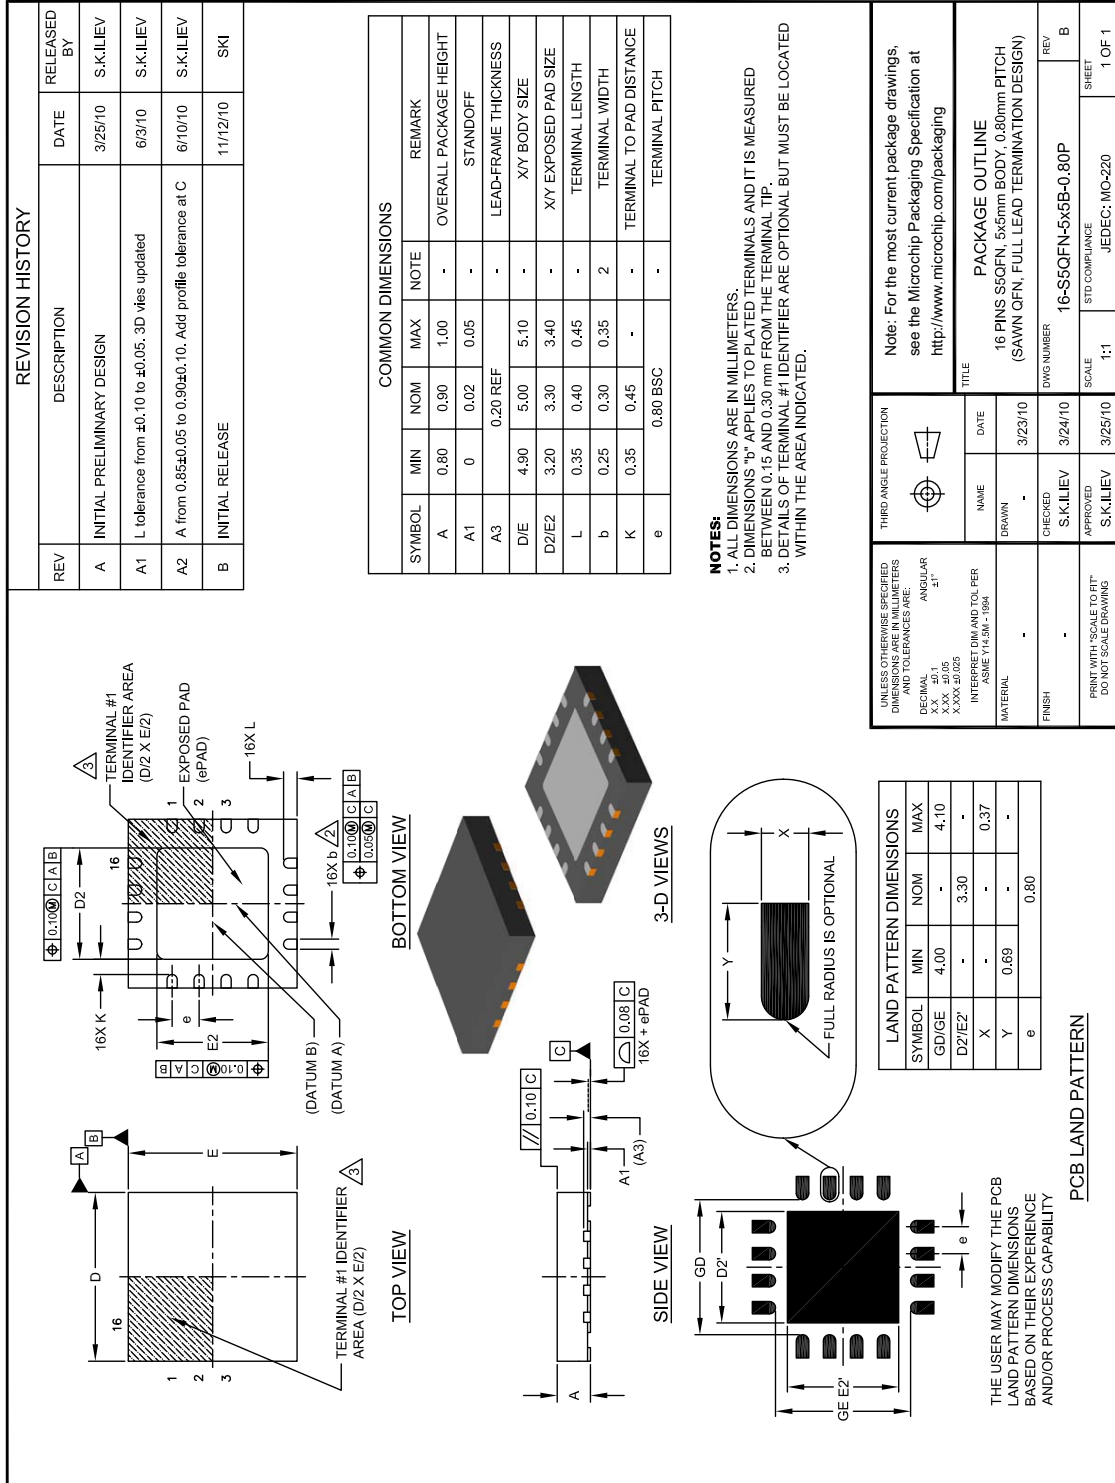 REVISION HISTORY
REV DESCRIPTION DATE RELEASED BY
A INITIAL PRELIMINARY DESIGN 3/25/10 S.K.ILIEV
A1 L tolerance from ±0.10 to ±0.05. 3D vies updated 6/3/10 S.K.ILIEV
A2 A from 0.85±0.05 to 0.90±0.10. Add profile tolerance at C 6/10/10 S.K.ILIEV
B INITIAL RELEASE 11/12/10 SKI
D
E
A
B
16
1
2
3
TERMINAL #1 IDENTIFIER
AREA (D/2 X E/2)
3
TOP VIEW
0.10 M C A B
D2
16X K
e
E2
0.10 M C A B
(DATUM B)
(DATUM A)
16
1
2
3
3
TERMINAL #1
IDENTIFIER AREA
(D/2 X E/2)
EXPOSED PAD
(ePAD)
16X L
16X b
2
0.10 M C A B
0.05 M C
BOTTOM VIEW
COMMON DIMENSIONS
SYMBOL MIN NOM MAX NOTE REMARK
A 0.80 0.90 1.00 - OVERALL PACKAGE HEIGHT
A1 0 0.02 0.05 - STANDOFF
A3 0.20 REF - LEAD-FRAME THICKNESS
D/E 4.90 5.00 5.10 - X/Y BODY SIZE
D2/E2 3.20 3.30 3.40 - X/Y EXPOSED PAD SIZE
L 0.35 0.40 0.45 - TERMINAL LENGTH
b 0.25 0.30 0.35 2 TERMINAL WIDTH
K 0.35 0.45 - - TERMINAL TO PAD DISTANCE
e 0.80 BSC - TERMINAL PITCH
// 0.10 C
A
C
A1
(A3)
0.08 C
16X + ePAD
SIDE VIEW
3-D VIEWS
NOTES:
1. ALL DIMENSIONS ARE IN MILLIMETERS.
2. DIMENSIONS "b" APPLIES TO PLATED TERMINALS AND IT IS MEASURED
BETWEEN 0.15 AND 0.30 mm FROM THE TERMINAL TIP.
3. DETAILS OF TERMINAL #1 IDENTIFIER ARE OPTIONAL BUT MUST BE LOCATED
WITHIN THE AREA INDICATED.
GD
D2'
GE E2'
e
Y
X
FULL RADIUS IS OPTIONAL
THE USER MAY MODIFY THE PCB
LAND PATTERN DIMENSIONS
BASED ON THEIR EXPERIENCE
AND/OR PROCESS CAPABILITY
LAND PATTERN DIMENSIONS
SYMBOL MIN NOM MAX
GD/GE 4.00 - 4.10
D2'/E2' - 3.30 -
X - - 0.37
Y 0.69 - -
e 0.80
PCB LAND PATTERN
UNLESS OTHERWISE SPECIFIED
DIMENSIONS ARE IN MILLIMETERS
AND TOLERANCES ARE:
DECIMAL ANGULAR
X.X ±0.1 ±1°
X.XX ±0.05
X.XXX ±0.025
INTERPRET DIM AND TOL PER
ASME Y14.5M - 1994
MATERIAL
-
FINISH
-
PRINT WITH "SCALE TO FIT"
DO NOT SCALE DRAWING
THIRD ANGLE PROJECTION
NAME DATE
DRAWN
- 3/23/10
CHECKED
S.K.ILIEV 3/24/10
APPROVED
S.K.ILIEV 3/25/10
Note: For the most current package drawings,
see the Microchip Packaging Specification at
http://www.microchip.com/packaging
TITLE
PACKAGE OUTLINE
16 PINS S5QFN, 5x5mm BODY, 0.80mm PITCH
(SAWN QFN, FULL LEAD TERMINATION DESIGN)
DWG NUMBER
16-S5QFN-5x5B-0.80P
REV
B
SCALE
1:1
STD COMPLIANCE
JEDEC: MO-220
SHEET
1 OF 1